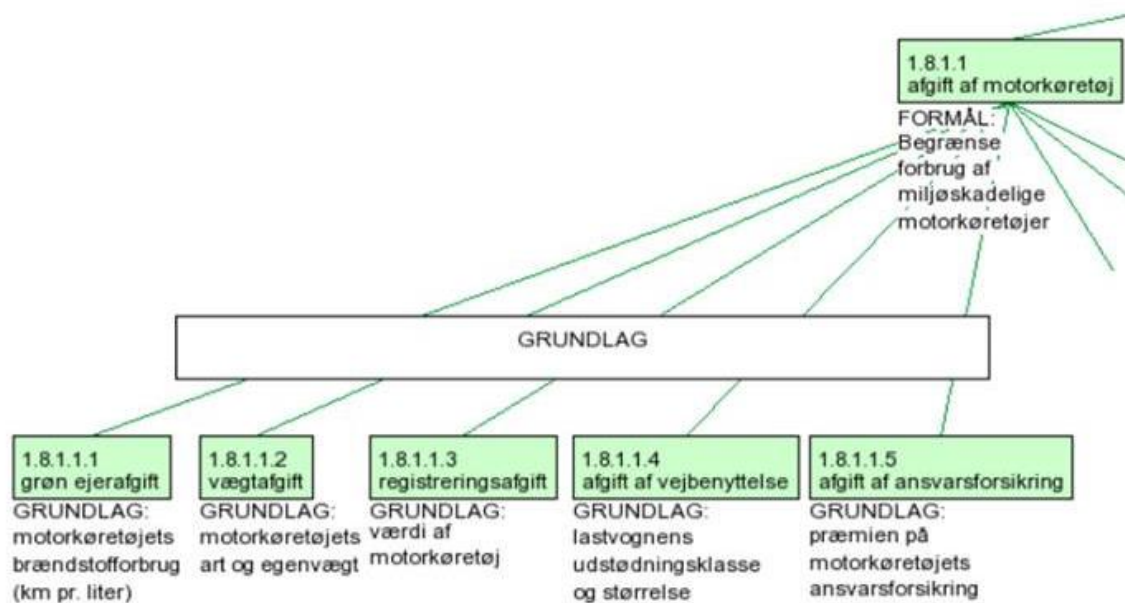 1.8.1.1
afgift af motorkøretøj
FORMÅL:
Begrænse
forbrug af
miljøskadelige
motorkøretøjer
GRUNDLAG
1.8.1.1.1
grøn ejerafgift
GRUNDLAG:
motorkøretøjets
brændstofforbrug
(km pr. liter)
1.8.1.1.2
vægtafgift
GRUNDLAG:
motorkøretøjets
art og egenvægt
1.8.1.1.3
registreringsafgift
GRUNDLAG:
værdi af
motorkøretøj
1.8.1.1.4
afgift af vejbenyttelse
GRUNDLAG:
lastvognens
udstødningsklasse
og størrelse
1.8.1.1.5
afgift af ansvarsforsikring
GRUNDLAG:
præmien på
motorkøretøjets
ansvarsforsikring